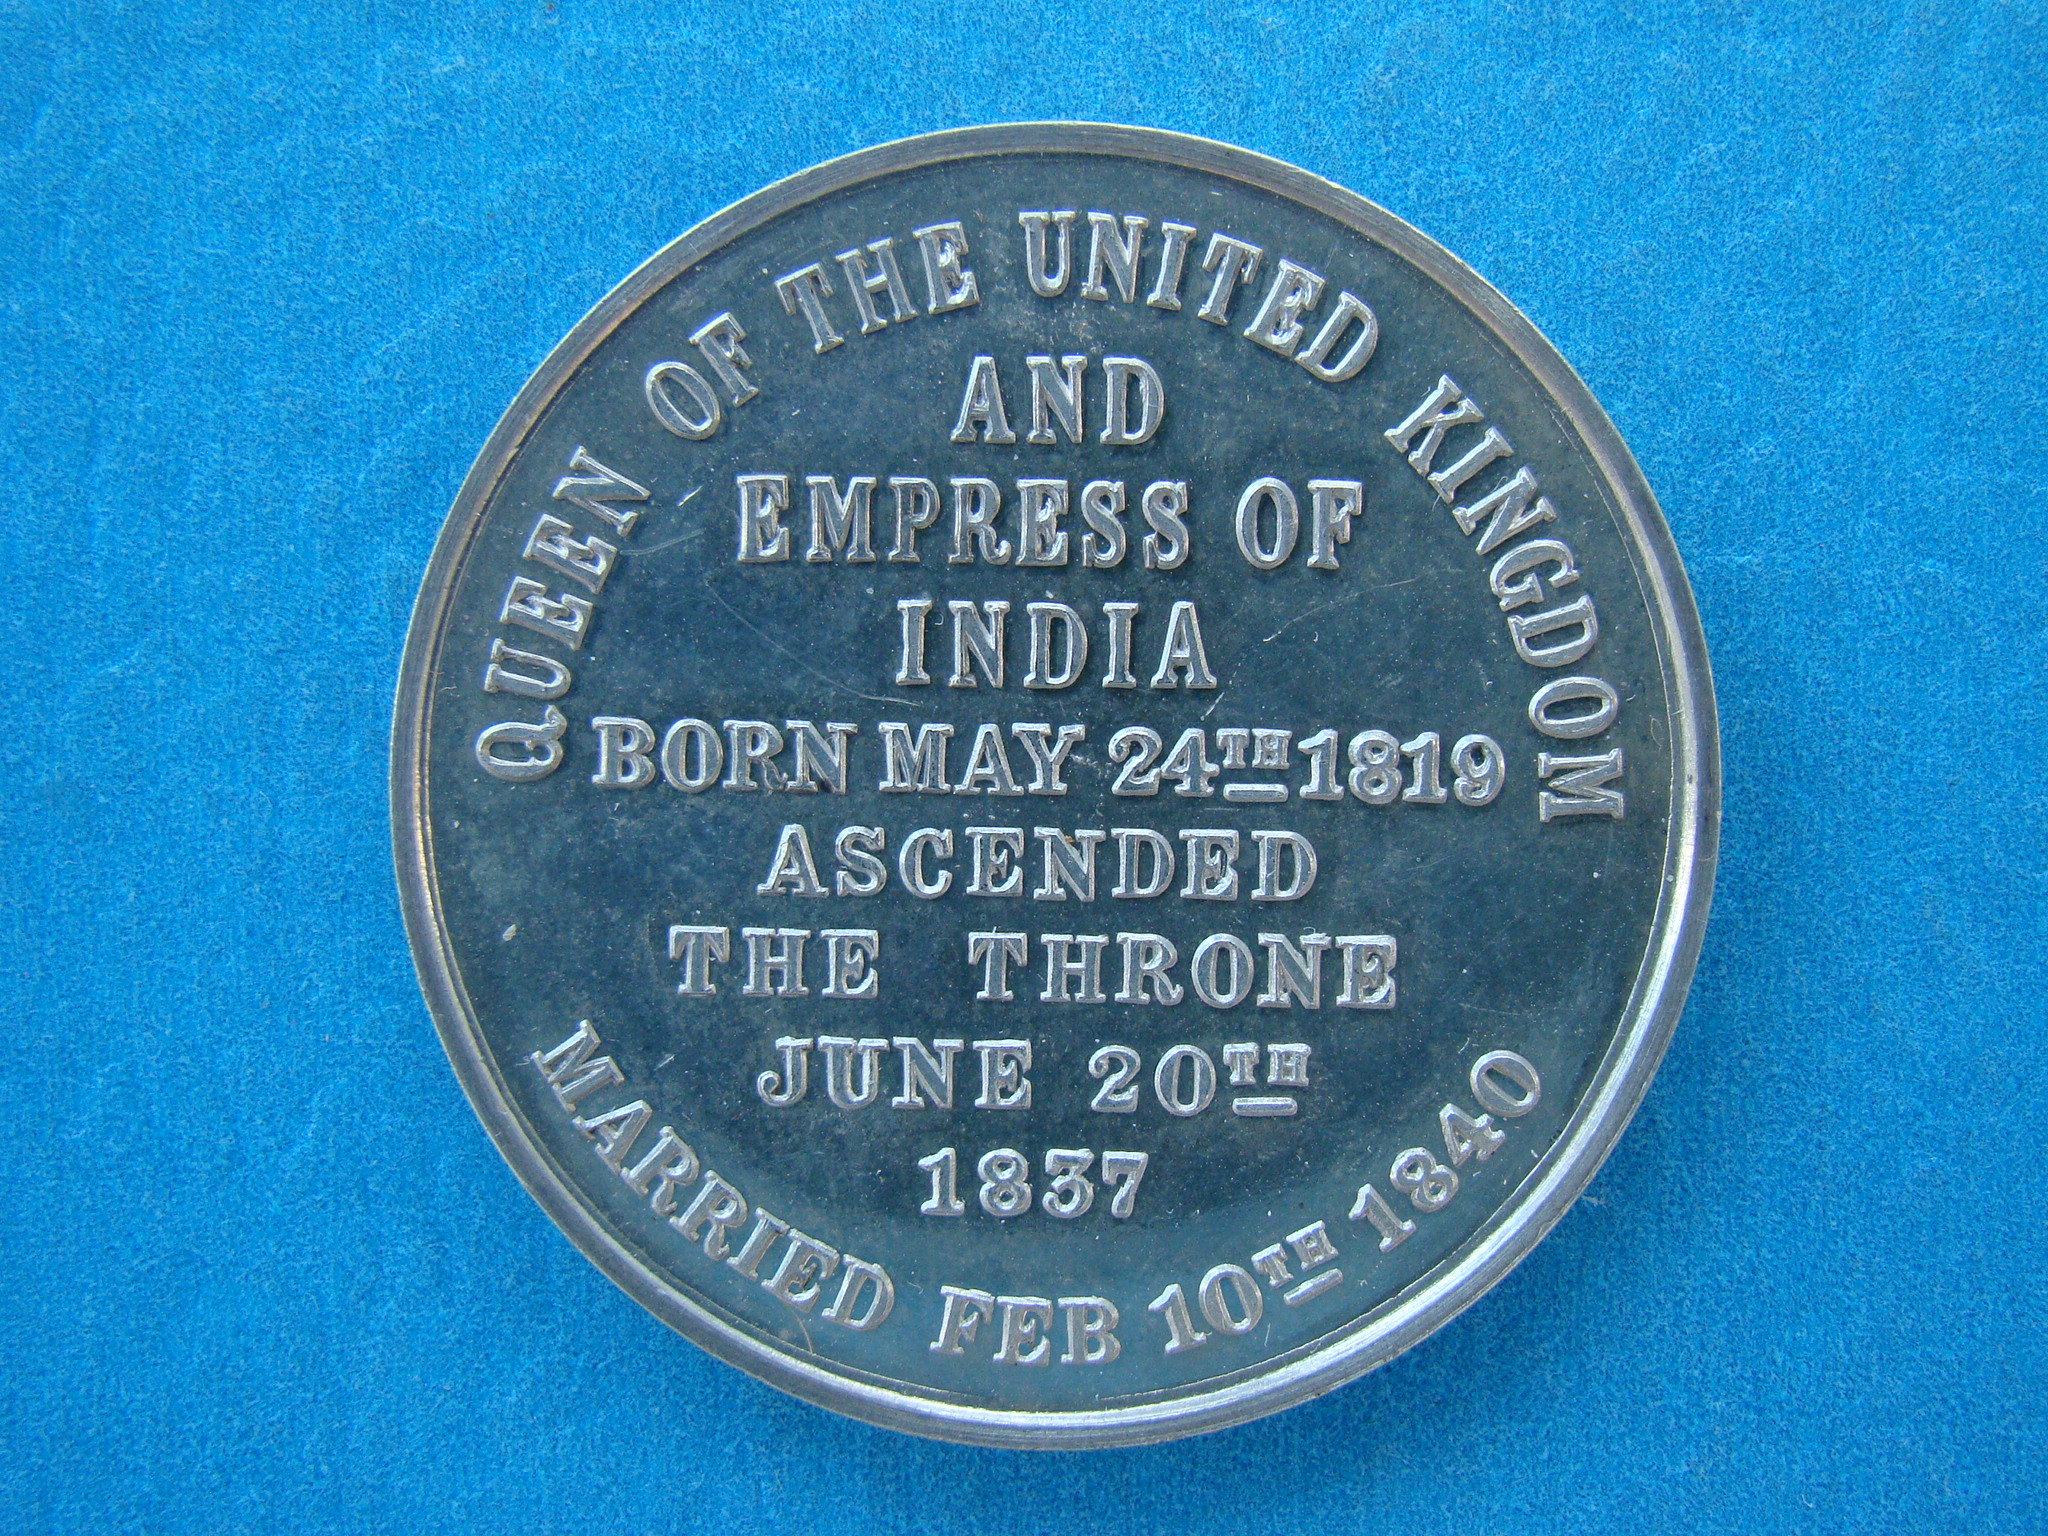 QUEEN OF THE UNITED KINGDOM
AND
EMPRESS OF
INDIA
BORN MAY 24TH 1819
ASCENDED
THE THRONE
JUNE 20TH
1837
MARRIED FEB 10TH 1840